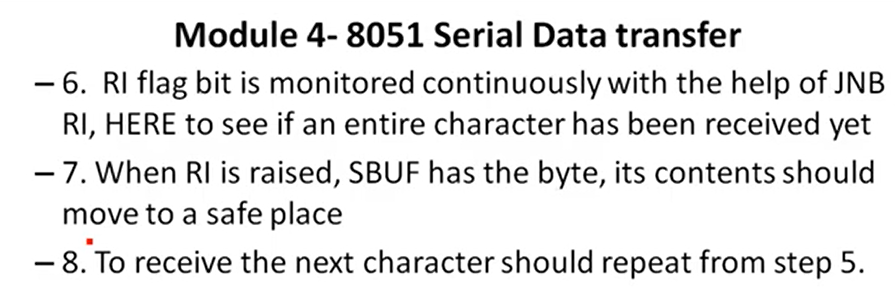 Module 4- 8051 Serial Data transfer
– 6. RI flag bit is monitored continuously with the help of JNB
RI, HERE to see if an entire character has been received yet
– 7. When RI is raised, SBUF has the byte, its contents should
move to a safe place
– 8. To receive the next character should repeat from step 5.